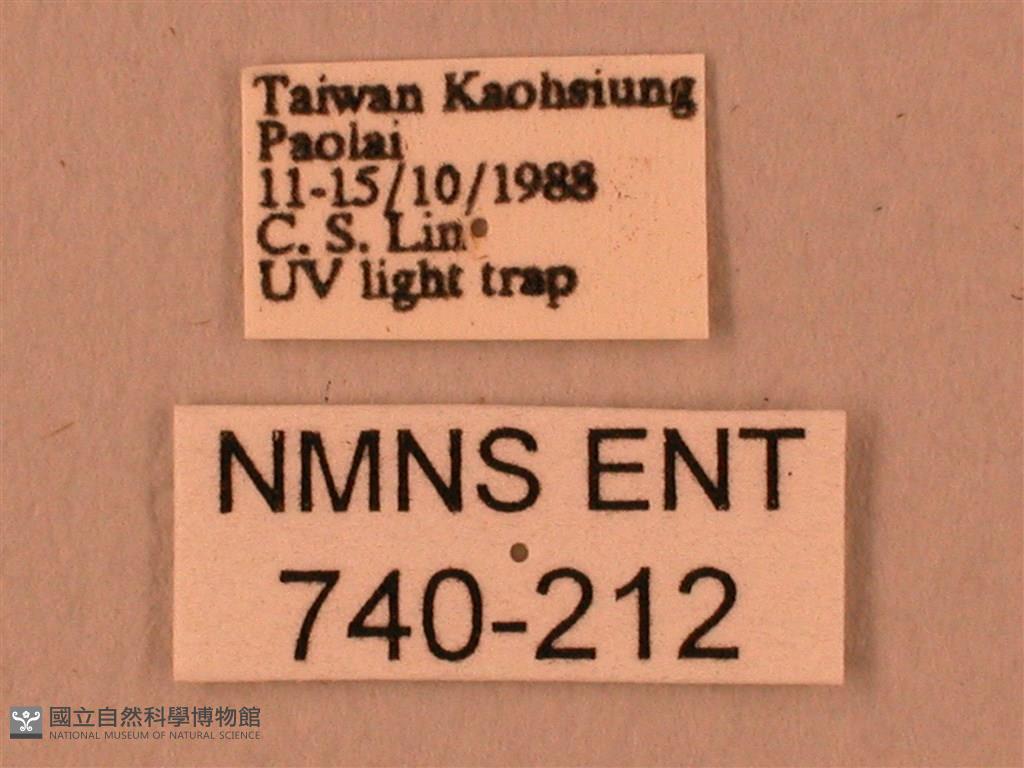 Taiwan Kaohsiung
Paolai
11-15/10/1988
C. S. Lin
UV light trap
NMNS ENT
740-212
國立自然科學博物館
NATIONAL MUSEUM OF NATURAL SCIENCE